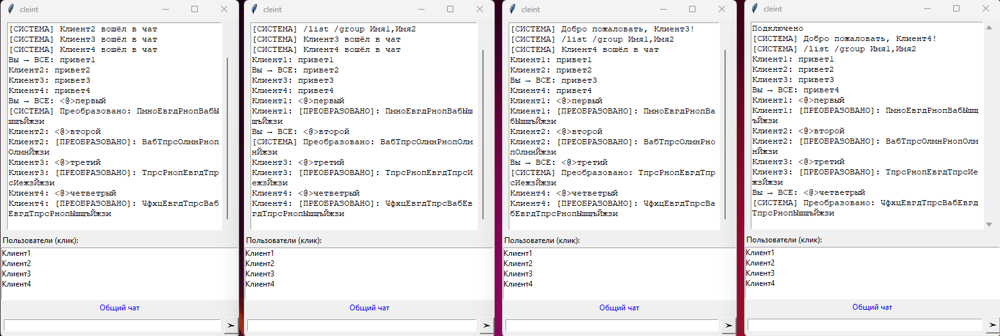 cleint
[СИСТЕМА] Клиент2 вошёл в чат
[СИСТЕМА] Клиент3 вошёл в чат
[СИСТЕМА] Клиент4 вошёл в чат
Вы → ВСЕ: привет1
Клиент2: привет2
Клиент3: привет3
Клиент4: привет4
Вы → ВСЕ: <@>первый
[СИСТЕМА] Преобразовано: ПмноЕвгдРнопВабЫ
шщъЙжзи
Клиент2: <@>второй
Клиент2: [ПРЕОБРАЗОВАНО]: ВабТпрсОлмнРноп
ОлмнЙжзи
Клиент3: <@>третий
Клиент3: [ПРЕОБРАЗОВАНО]: ТпрсРнопЕвгдТпр
сИежзЙжзи
Клиент4: <@>четветрый
Клиент4: [ПРЕОБРАЗОВАНО]: ЧфхцЕвгдТпрсВаб
ЕвгдТпрсРнопЫшщъЙжзи
Пользователи (клик):
Клиент1
Клиент2
Клиент3
Клиент4
Общий чат
cleint
[СИСТЕМА] /list /group Имя1,Имя2
[СИСТЕМА] Клиент3 вошёл в чат
[СИСТЕМА] Клиент4 вошёл в чат
Клиент1: привет1
Вы → ВСЕ: привет2
Клиент3: привет3
Клиент4: привет4
Клиент1: <@>первый
Клиент1: [ПРЕОБРАЗОВАНО]: ПмноЕвгдРнопВабЫш
щъЙжзи
Вы → ВСЕ: <@>второй
[СИСТЕМА] Преобразовано: ВабТпрсОлмнРнопОлм
нЙжзи
Клиент3: <@>третий
Клиент3: [ПРЕОБРАЗОВАНО]: ТпрсРнопЕвгдТпрсИ
ежзЙжзи
Клиент4: <@>четветрый
Клиент4: [ПРЕОБРАЗОВАНО]: ЧфхцЕвгдТпрсВабЕв
гдТпрсРнопЫшщъЙжзи
Пользователи (клик):
Клиент1
Клиент2
Клиент3
Клиент4
Общий чат
cleint
[СИСТЕМА] Добро пожаловать, Клиент3!
[СИСТЕМА] /list /group Имя1,Имя2
[СИСТЕМА] Клиент4 вошёл в чат
Клиент1: привет1
Клиент2: привет2
Вы → ВСЕ: привет3
Клиент4: привет4
Клиент1: <@>первый
Клиент1: [ПРЕОБРАЗОВАНО]: ПмноЕвгдРнопВа
бЫшщъЙжзи
Клиент2: <@>второй
Клиент2: [ПРЕОБРАЗОВАНО]: ВабТпрсОлмнРно
пОлмнЙжзи
Вы → ВСЕ: <@>третий
[СИСТЕМА] Преобразовано: ТпрсРнопЕвгдТпр
сИежзЙжзи
Клиент4: <@>четветрый
Клиент4: [ПРЕОБРАЗОВАНО]: ЧфхцЕвгдТпрсВа
бЕвгдТпрсРнопЫшщъЙжзи
Пользователи (клик):
Клиент1
Клиент2
Клиент3
Клиент4
Общий чат
cleint
Подключено
[СИСТЕМА] Добро пожаловать, Клиент4!
[СИСТЕМА] /list /group Имя1,Имя2
Клиент1: привет1
Клиент2: привет2
Клиент3: привет3
Вы → ВСЕ: привет4
Клиент1: <@>первый
Клиент1: [ПРЕОБРАЗОВАНО]: ПмноЕвгдРнопВабЫшщ
ъЙжзи
Клиент2: <@>второй
Клиент2: [ПРЕОБРАЗОВАНО]: ВабТпрсОлмнРнопОлм
нЙжзи
Клиент3: <@>третий
Клиент3: [ПРЕОБРАЗОВАНО]: ТпрсРнопЕвгдТпрсИе
жзЙжзи
Вы → ВСЕ: <@>четветрый
[СИСТЕМА] Преобразовано: ЧфхцЕвгдТпрсВабЕвгд
ТпрсРнопЫшщъЙжзи
Пользователи (клик):
Клиент1
Клиент2
Клиент3
Клиент4
Общий чат